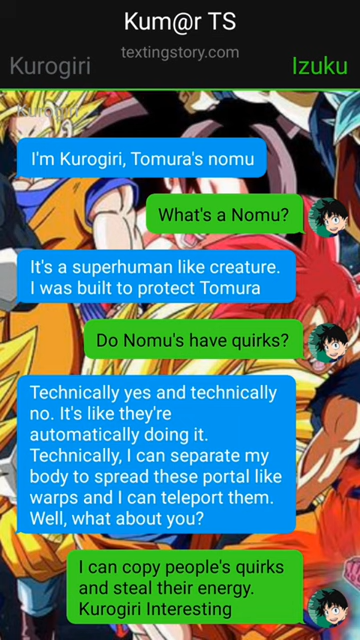 Kum@r TS
textingstory.com
Kurogiri
Izuku
Kurogiri
I'm Kurogiri, Tomura's nomu
What's a Nomu?
It's a superhuman like creature.
I was built to protect Tomura
Do Nomu's have quirks?
Technically yes and technically
no. It's like they're
automatically doing it.
Technically, I can separate my
body to spread these portal like
warps and I can teleport them.
Well, what about you?
I can copy people's quirks
and steal their energy.
Kurogiri Interesting